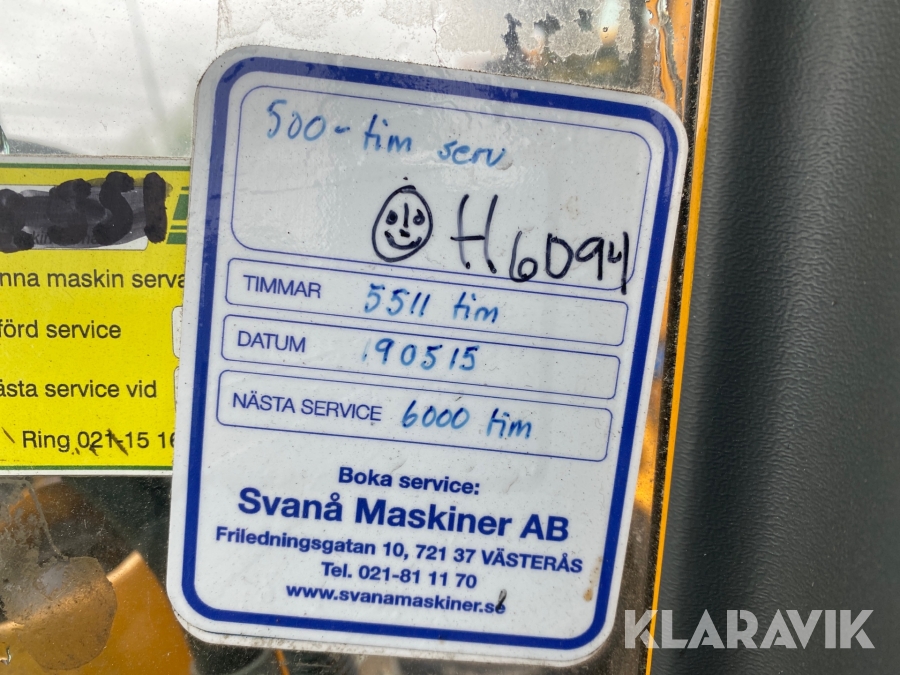 500-tim serv
H6094
TIMMAR 5511 tim
DATUM 190515
NÄSTA SERVICE 6000 tim
Boka service:
Svanå Maskiner AB
Friledningsgatan 10, 721 37 VÄSTERÅS
Tel. 021-81 11 70
www.svanamaskiner.se
nna maskin serva
förd service
ästa service vid
Ring 021-15 16
KLARAVIK